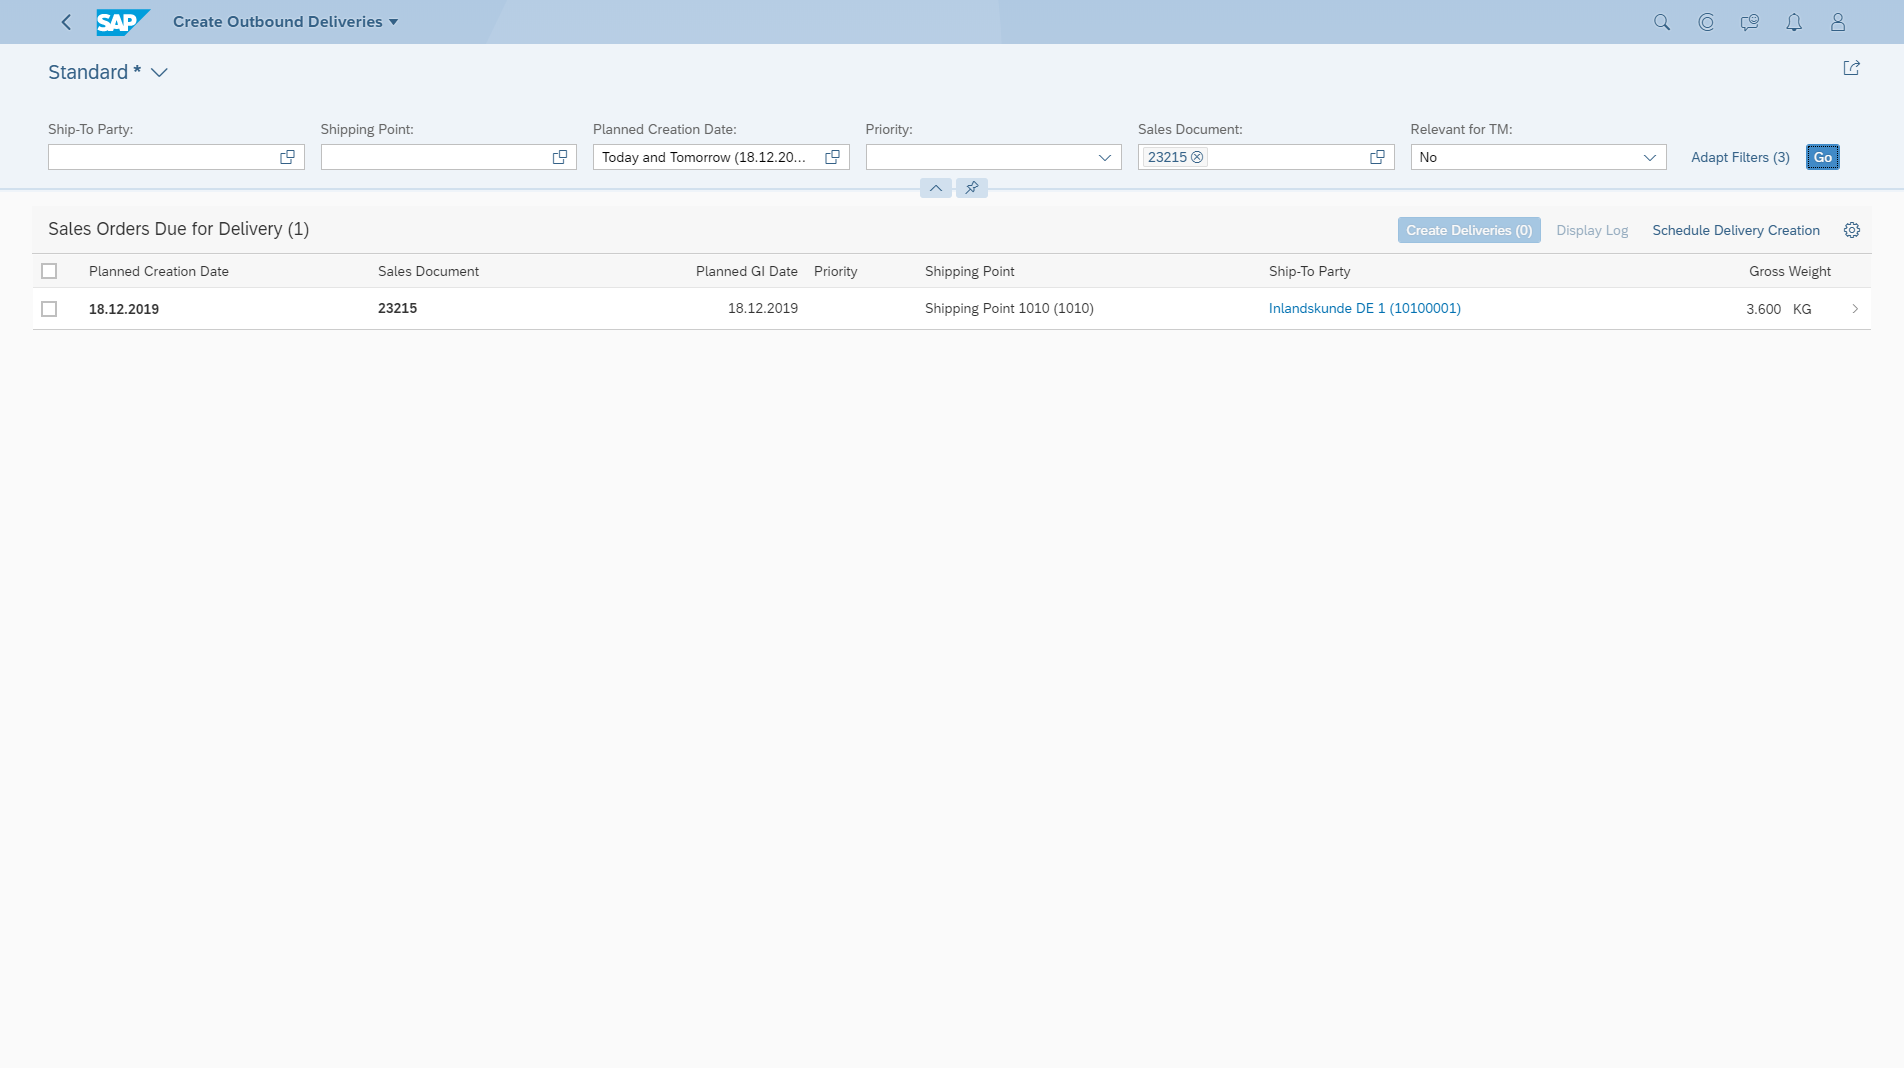 SAP Create Outbound Deliveries
Standard *
Ship-To Party: Shipping Point: Planned Creation Date: Priority: Sales Document: Relevant for TM:
Today and Tomorrow (18.12.20... 23215 No Adapt Filters (3) Go
Sales Orders Due for Delivery (1) Create Deliveries (0) Display Log Schedule Delivery Creation
Planned Creation Date Sales Document Planned GI Date Priority Shipping Point Ship-To Party Gross Weight
18.12.2019 23215 18.12.2019 Shipping Point 1010 (1010) Inlandskunde DE 1 (10100001) 3.600 KG